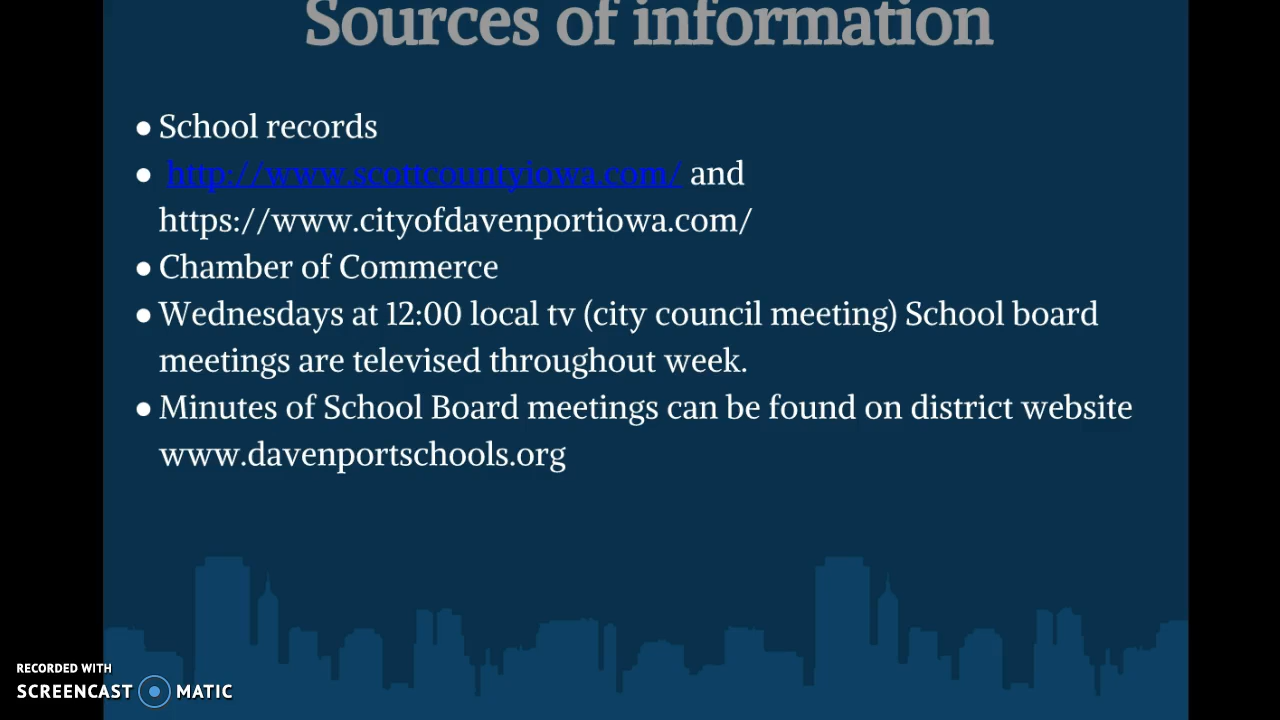 Sources of information
● School records
● http://www.scottcountyiowa.com/ and
https://www.cityofdavenportiowa.com/
● Chamber of Commerce
● Wednesdays at 12:00 local tv (city council meeting) School board
meetings are televised throughout week.
● Minutes of School Board meetings can be found on district website
www.davenportschools.org
RECORDED WITH
SCREENCAST MATIC